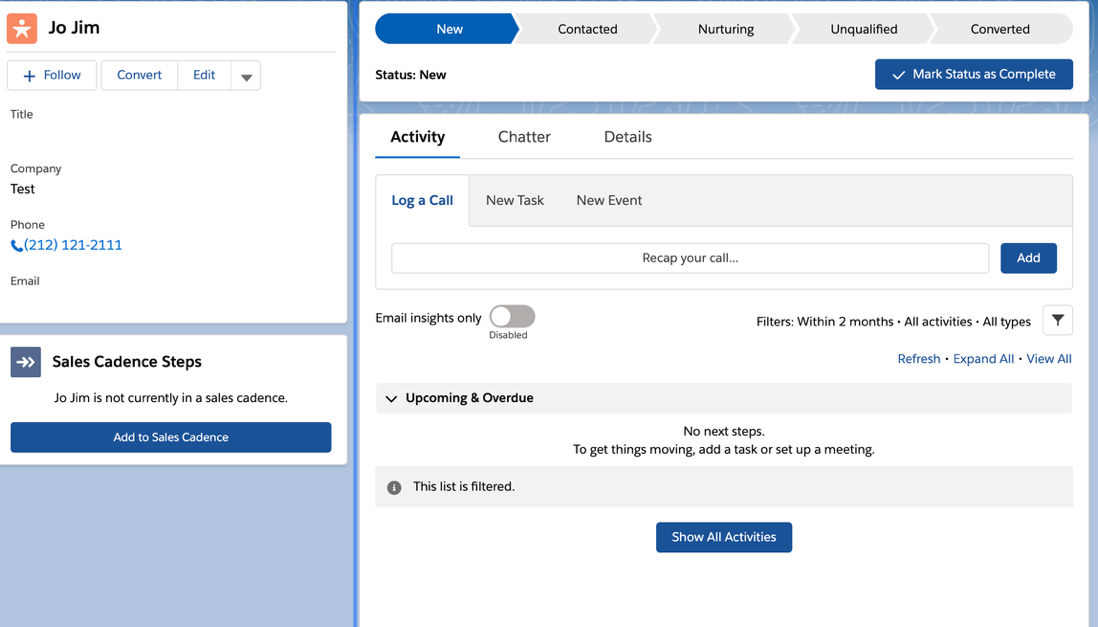 Jo Jim
Follow
Convert
Edit
Title
Company
Test
Phone
(212) 121-2111
Email
Sales Cadence Steps
Jo Jim is not currently in a sales cadence.
Add to Sales Cadence
New
Contacted
Nurturing
Unqualified
Converted
Status: New
Mark Status as Complete
Activity
Chatter
Details
Log a Call
New Task
New Event
Recap your call...
Add
Email insights only
Disabled
Filters: Within 2 months • All activities • All types
Refresh • Expand All • View All
Upcoming & Overdue
No next steps.
To get things moving, add a task or set up a meeting.
This list is filtered.
Show All Activities